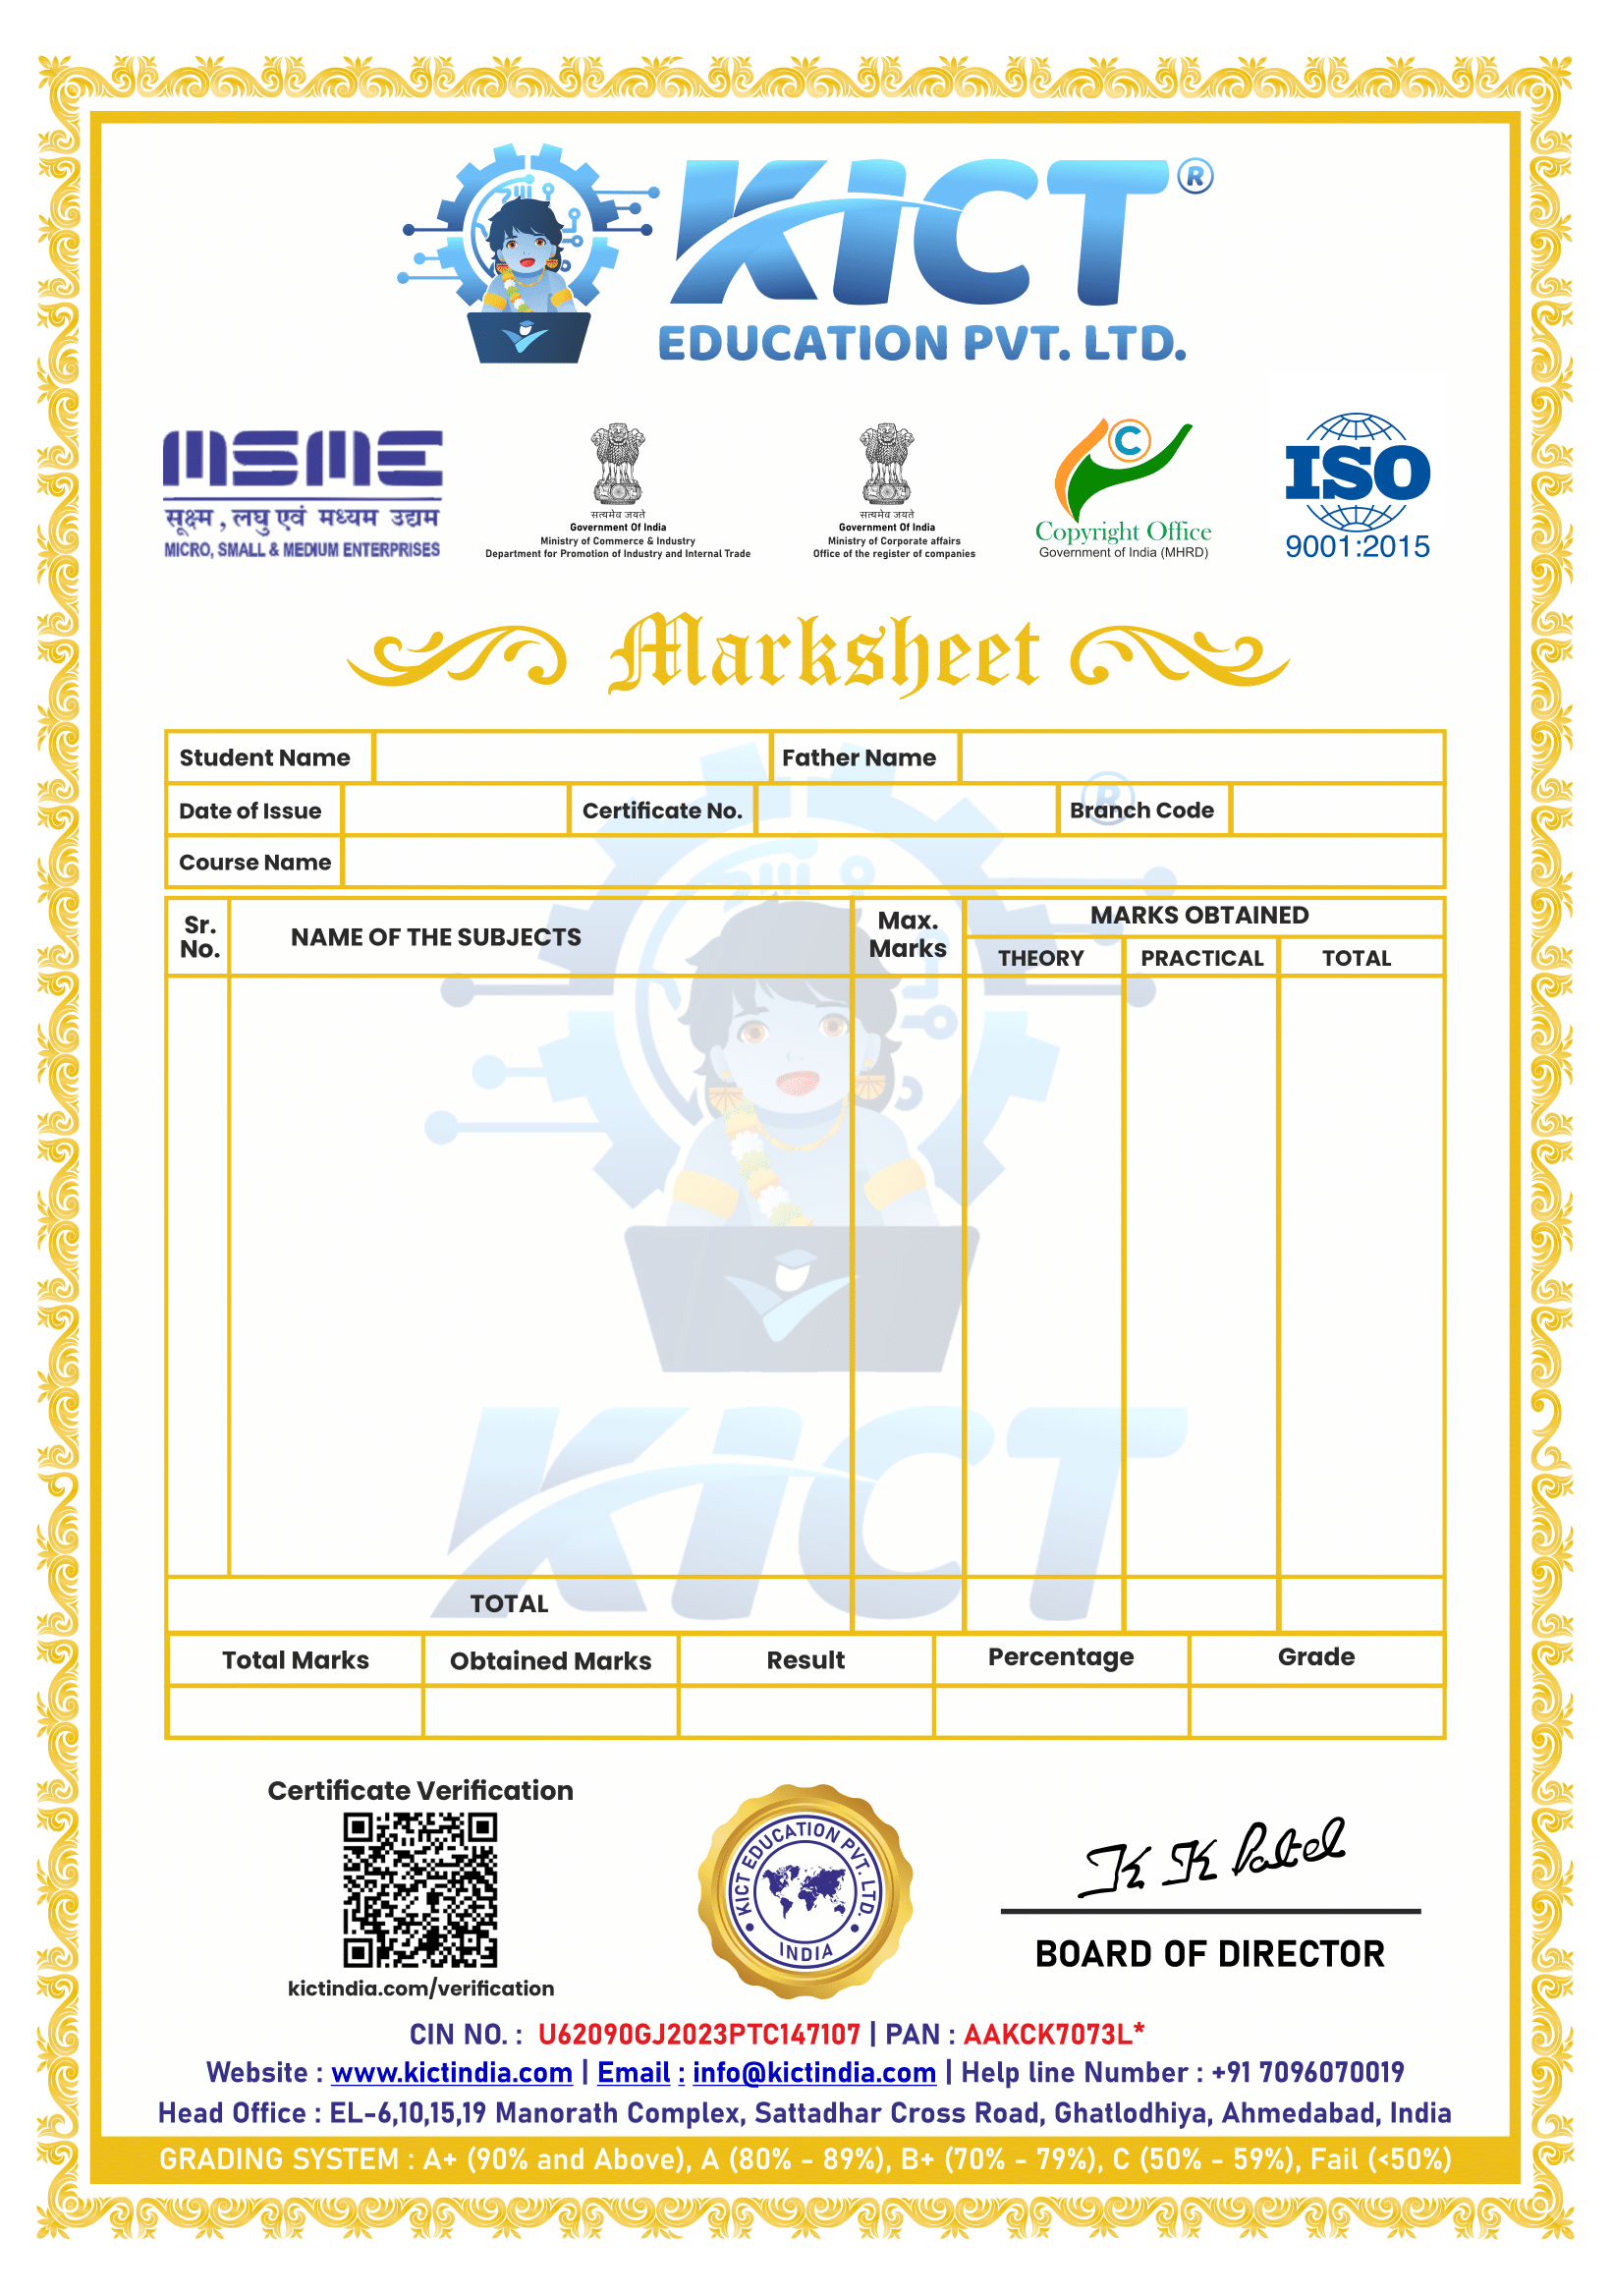 KICT ®
EDUCATION PVT. LTD.
MSME
सूक्ष्म , लघु एवं मध्यम उद्यम
MICRO, SMALL & MEDIUM ENTERPRISES
सत्यमेव जयते
Government Of India
Ministry of Commerce & Industry
Department for Promotion of Industry and Internal Trade
सत्यमेव जयते
Government Of India
Ministry of Corporate affairs
Office of the register of companies
C
Copyright Office
Government of India (MHRD)
ISO
9001:2015
Marksheet
Student Name Father Name
Date of Issue Certificate No. Branch Code
Course Name
Sr. No. NAME OF THE SUBJECTS Max. Marks MARKS OBTAINED
THEORY PRACTICAL TOTAL
®
KICT
TOTAL
Total Marks Obtained Marks Result Percentage Grade
Certificate Verification
kictindia.com/verification
KICT EDUCATION PVT. LTD.
INDIA
K K Patel
BOARD OF DIRECTOR
CIN NO. : U62090GJ2023PTC147107 | PAN : AAKCK7073L*
Website : www.kictindia.com | Email : info@kictindia.com | Help line Number : +91 7096070019
Head Office : EL-6,10,15,19 Manorath Complex, Sattadhar Cross Road, Ghatlodhiya, Ahmedabad, India
GRADING SYSTEM : A+ (90% and Above), A (80% - 89%), B+ (70% - 79%), C (50% - 59%), Fail (<50%)